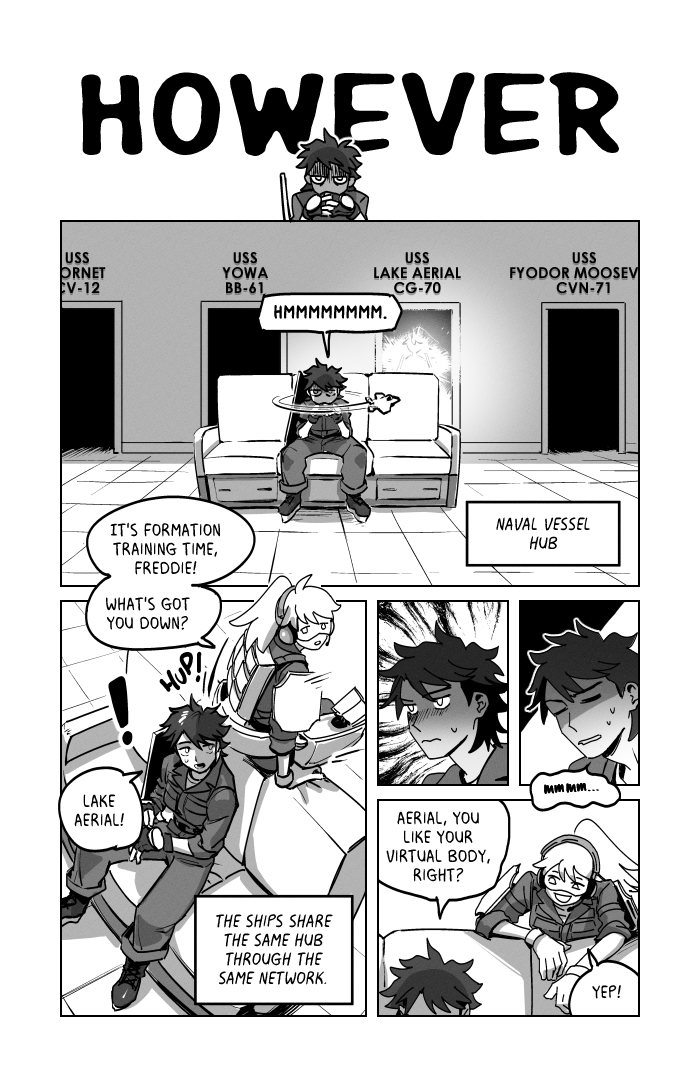 HOWEVER
USS
ORNET
CV-12
USS
YOWA
BB-61
USS
LAKE AERIAL
CG-70
USS
FYODOR MOOSEV
CVN-71
HMMMMMMMM.
NAVAL VESSEL
HUB
IT'S FORMATION
TRAINING TIME,
FREDDIE!
WHAT'S GOT
YOU DOWN?
HUP!
!
LAKE
AERIAL!
THE SHIPS SHARE
THE SAME HUB
THROUGH THE
SAME NETWORK.
MMMM...
AERIAL, YOU
LIKE YOUR
VIRTUAL BODY,
RIGHT?
YEP!